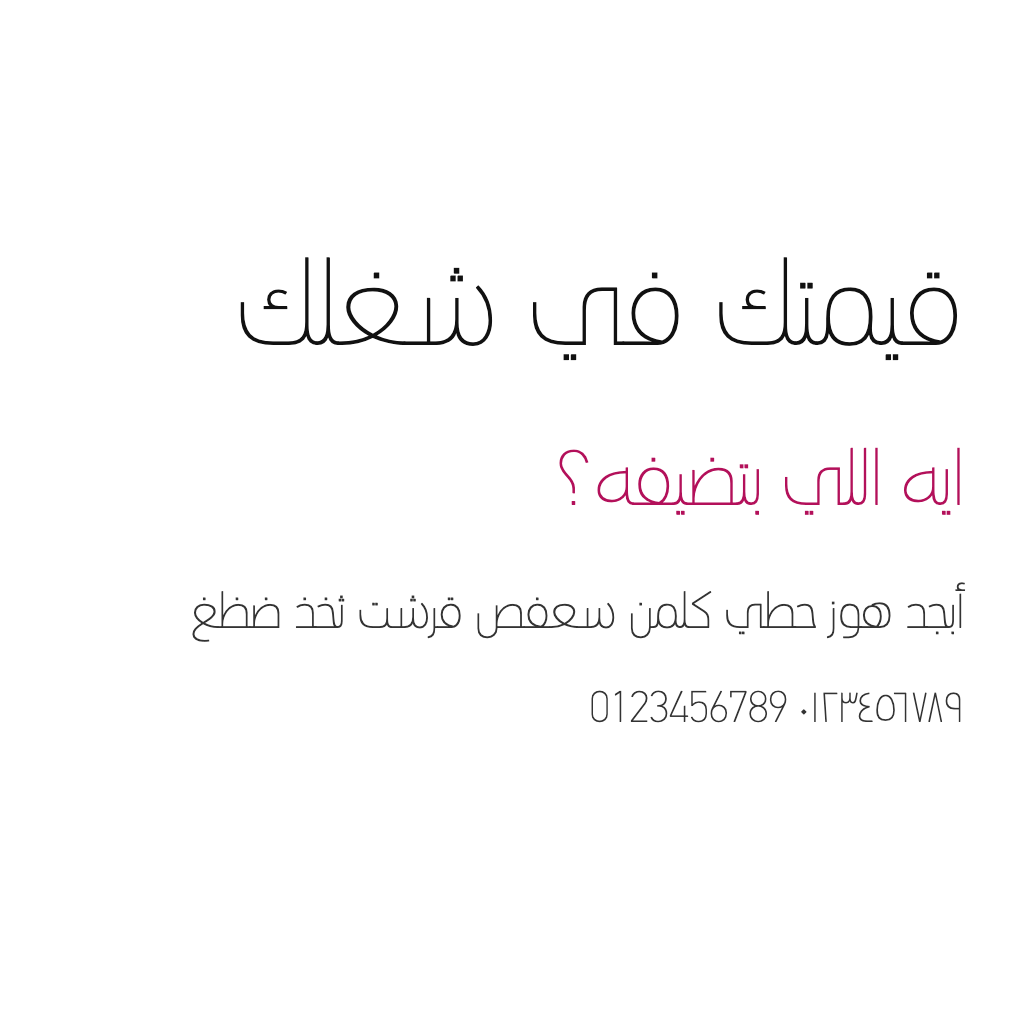 قيمتك في شغلك
ايه اللي بتضيفه؟
أبجد هوز حطي كلمن سعفص قرشت ثخذ ضظغ
0123456789 ٠١٢٣٤٥٦٧٨٩